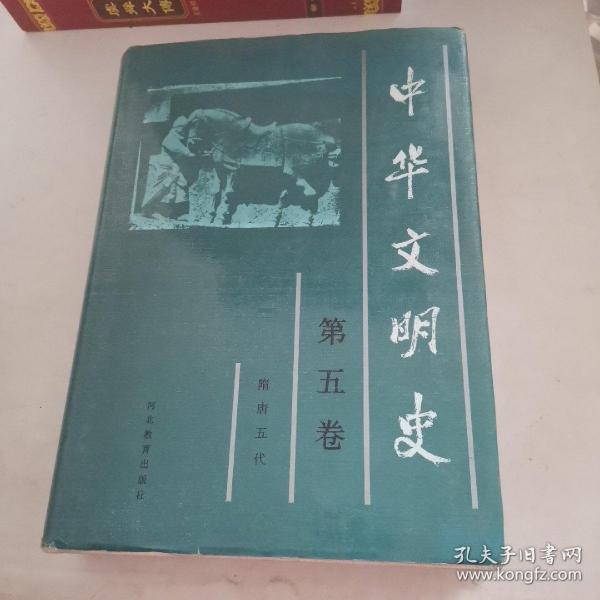 中华文明史
第五卷
隋唐五代
河北教育出版社
孔夫子旧书网
www.kongfz.com